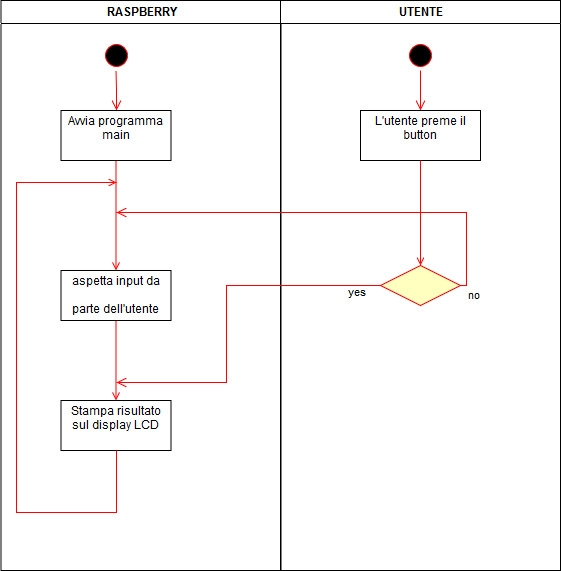 RASPBERRY
UTENTE
Avvia programma
main
L'utente preme il
button
aspetta input da
parte dell'utente
yes
no
Stampa risultato
sul display LCD